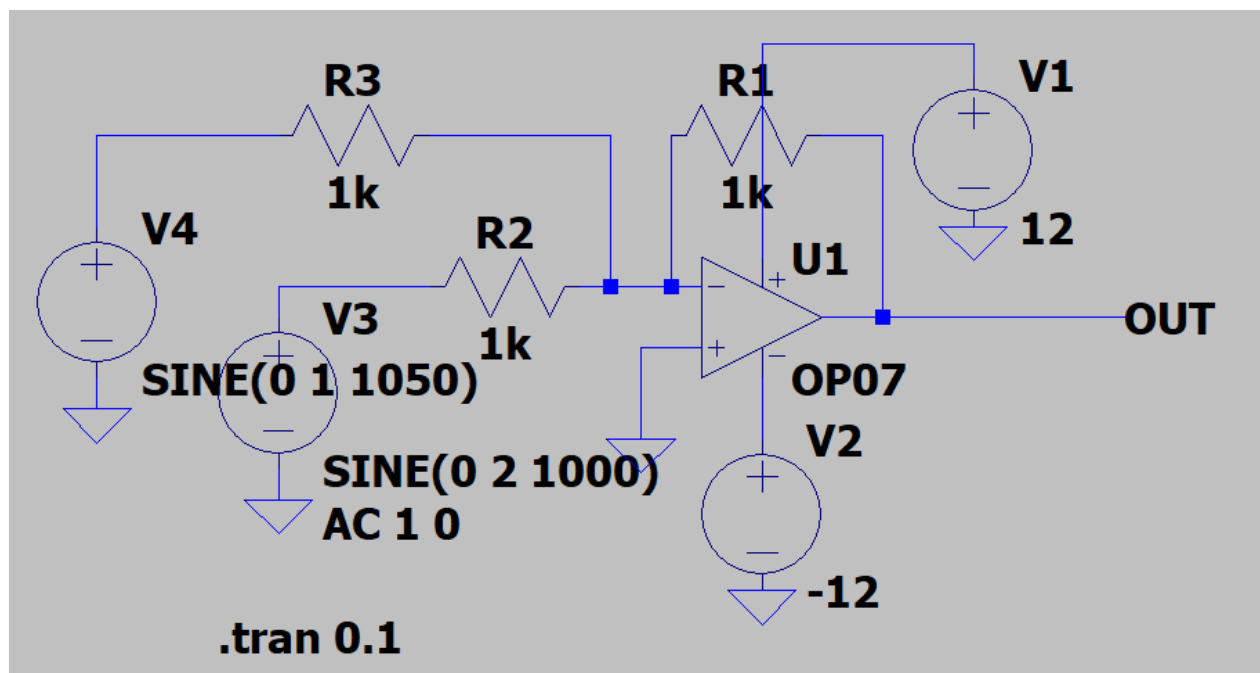 R3
1k
V4
SINE(0 1 1050)
R2
1k
V3
SINE(0 2 1000)
AC 1 0
R1
1k
V1
12
U1
OP07
V2
-12
OUT
.tran 0.1